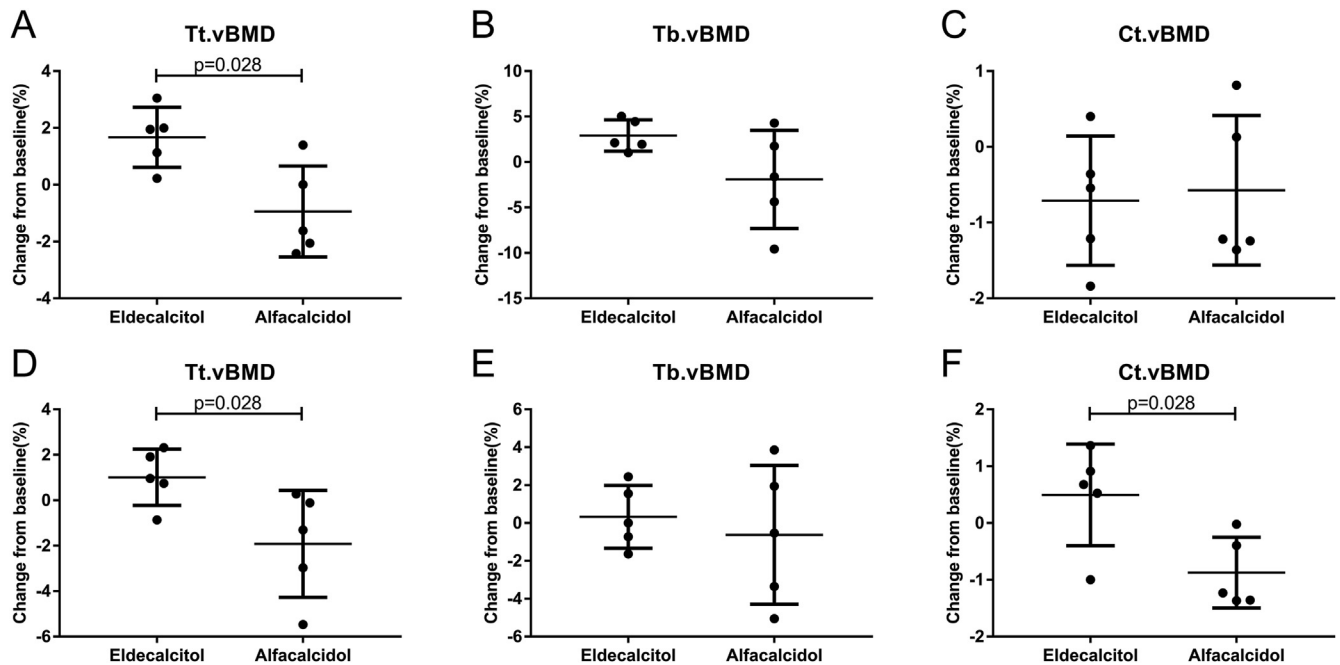 A
Tt.vBMD
p=0.028
Change from baseline(%)
4
2
0
-2
-4
Eldecalcitol Alfacalcidol
B
Tb.vBMD
Change from baseline(%)
10
5
0
-5
-10
-15
Eldecalcitol Alfacalcidol
C
Ct.vBMD
Change from baseline(%)
1
0
-1
-2
Eldecalcitol Alfacalcidol
D
Tt.vBMD
p=0.028
Change from baseline(%)
4
2
0
-2
-4
-6
Eldecalcitol Alfacalcidol
E
Tb.vBMD
Change from baseline(%)
6
4
2
0
-2
-4
-6
Eldecalcitol Alfacalcidol
F
Ct.vBMD
p=0.028
Change from baseline(%)
2
1
0
-1
-2
Eldecalcitol Alfacalcidol